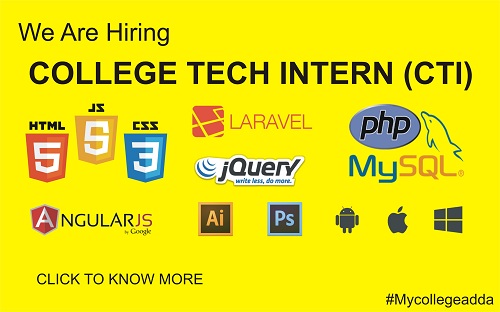 We Are Hiring
COLLEGE TECH INTERN (CTI)
HTML
5
JS
5
CSS
3
LARAVEL
php
jQuery
write less, do more.
MySQL®
A
ANGULARJS
by Google
Ai
Ps
CLICK TO KNOW MORE
#Mycollegeadda